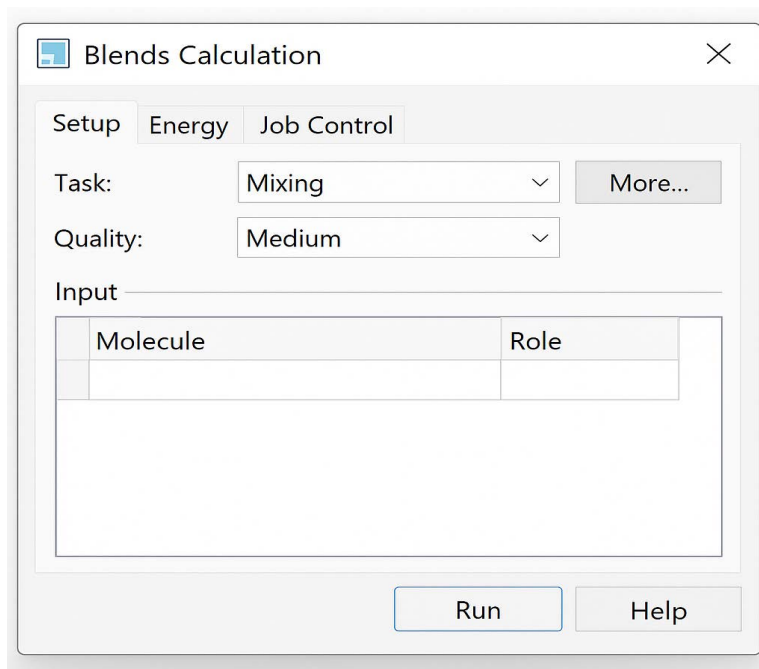 Blends Calculation
Setup Energy Job Control
Task: Mixing More...
Quality: Medium
Input
Molecule Role
Run Help